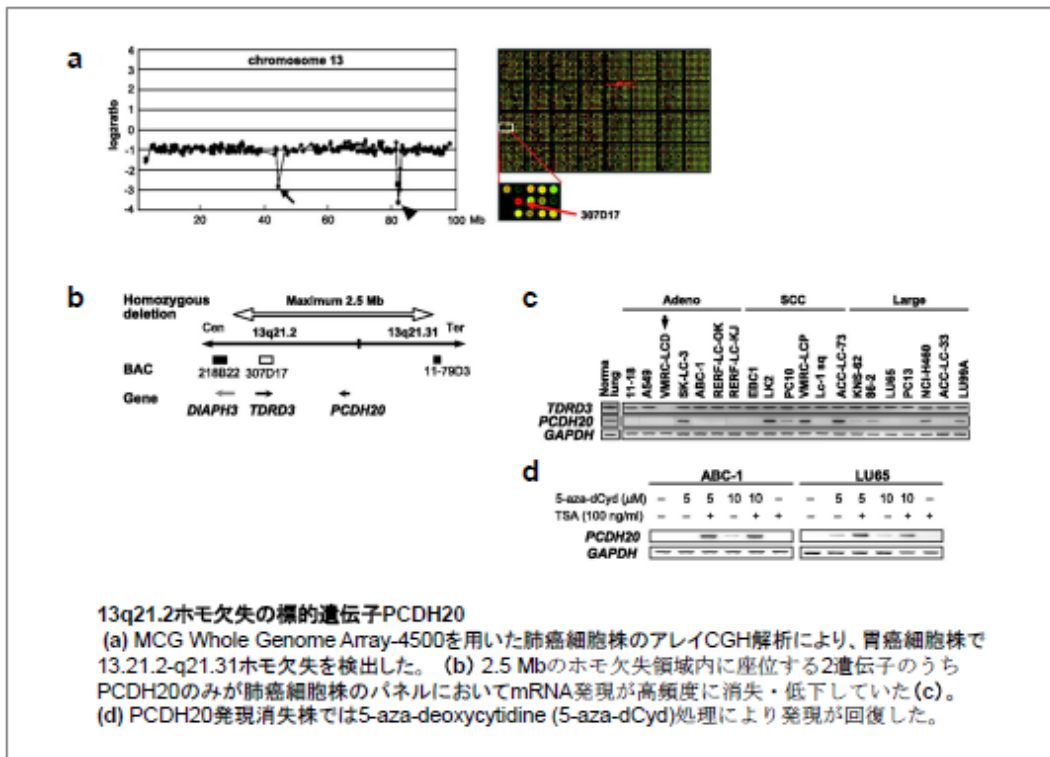 a
chromosome 13
log2ratio
4
3
2
1
0
-1
-2
-3
-4
20 40 60 80 100 Mb
307D17
b
Homozygous
deletion
Maximum 2.5 Mb
Cen 13q21.2 13q21.31 Ter
BAC
218B22 307D17 11-79D3
Gene
DIAPH3 TDRD3 PCDH20
c
Adeno SCC Large
Normal lung
11-18
A549
VMRC-LCD
SK-LC-3
ABC-1
RERF-LC-OK
RERF-LC-KJ
EBC1
LK2
PC10
VMRC-LCP
Lc-1 sq
ACC-LC-73
KNS-62
86-2
LU65
PC13
NCI-H460
ACC-LC-33
LU99A
TDRD3
PCDH20
GAPDH
d
ABC-1 LU65
5-aza-dCyd (μM) – 5 5 10 10 – – 5 5 10 10 –
TSA (100 ng/ml) – – + – + + – – + – + +
PCDH20
GAPDH
13q21.2ホモ欠失の標的遺伝子PCDH20
(a) MCG Whole Genome Array-4500を用いた肺癌細胞株のアレイCGH解析により、胃癌細胞株で
13.21.2-q21.31ホモ欠失を検出した。 (b) 2.5 Mbのホモ欠失領域内に座位する2遺伝子のうち
PCDH20のみが肺癌細胞株のパネルにおいてmRNA発現が高頻度に消失・低下していた(c)。
(d) PCDH20発現消失株では5-aza-deoxycytidine (5-aza-dCyd)処理により発現が回復した。